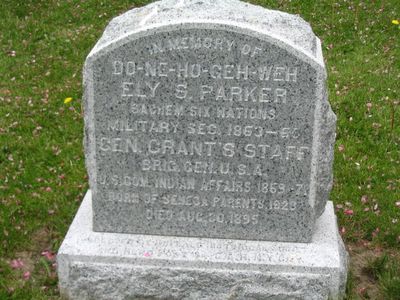 IN MEMORY OF
DO-NE-HO-GEH-WEH
ELY S. PARKER
SACHEM SIX NATIONS
MILITARY SEC. 1863-64
GEN. GRANT'S STAFF
BRIG. GEN. U.S.A.
U.S. COM. INDIAN AFFAIRS 1869-71
BORN OF SENECA PARENTS 1828
DIED AUG. 30, 1895